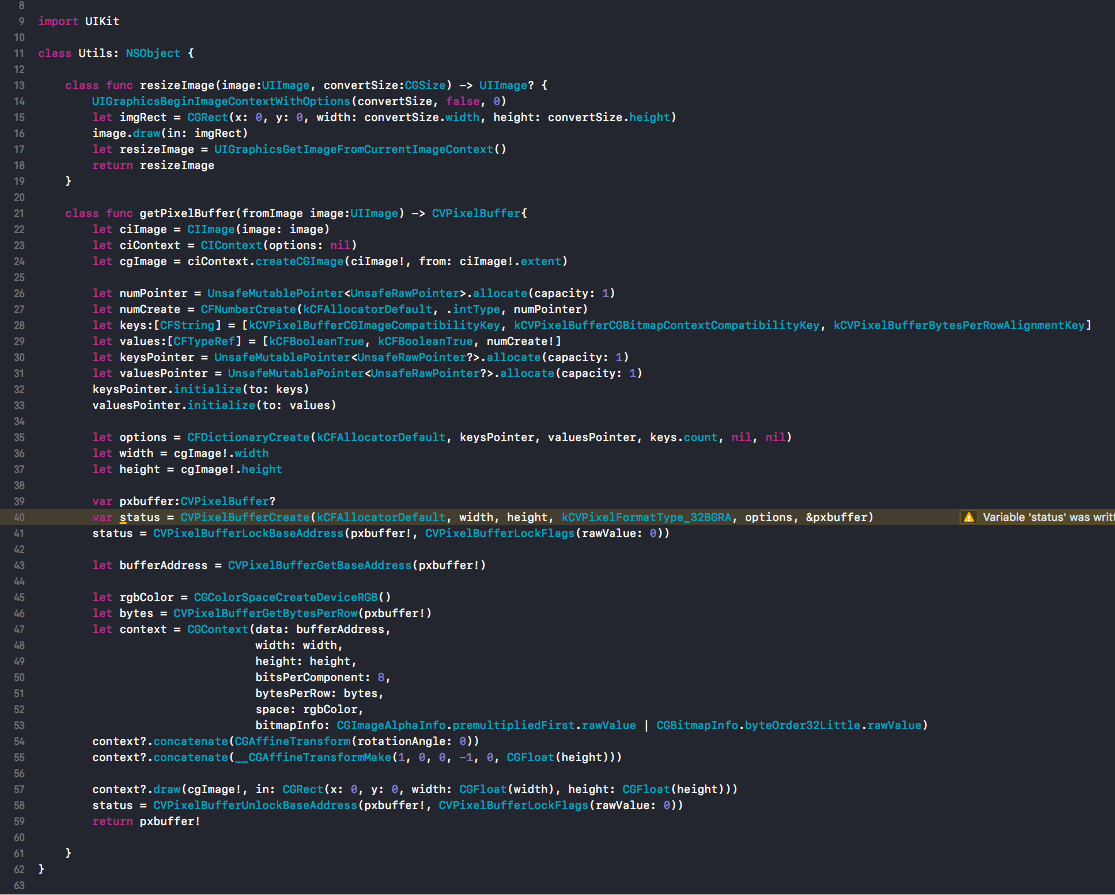 8
9 import UIKit
10
11 class Utils: NSObject {
12
13 class func resizeImage(image:UIImage, convertSize:CGSize) -> UIImage? {
14 UIGraphicsBeginImageContextWithOptions(convertSize, false, 0)
15 let imgRect = CGRect(x: 0, y: 0, width: convertSize.width, height: convertSize.height)
16 image.draw(in: imgRect)
17 let resizeImage = UIGraphicsGetImageFromCurrentImageContext()
18 return resizeImage
19 }
20
21 class func getPixelBuffer(fromImage image:UIImage) -> CVPixelBuffer{
22 let ciImage = CIImage(image: image)
23 let ciContext = CIContext(options: nil)
24 let cgImage = ciContext.createCGImage(ciImage!, from: ciImage!.extent)
25
26 let numPointer = UnsafeMutablePointer<UnsafeRawPointer>.allocate(capacity: 1)
27 let numCreate = CFNumberCreate(kCFAllocatorDefault, .intType, numPointer)
28 let keys:[CFString] = [kCVPixelBufferCGImageCompatibilityKey, kCVPixelBufferCGBitmapContextCompatibilityKey, kCVPixelBufferBytesPerRowAlignmentKey]
29 let values:[CFTypeRef] = [kCFBooleanTrue, kCFBooleanTrue, numCreate!]
30 let keysPointer = UnsafeMutablePointer<UnsafeRawPointer?>.allocate(capacity: 1)
31 let valuesPointer = UnsafeMutablePointer<UnsafeRawPointer?>.allocate(capacity: 1)
32 keysPointer.initialize(to: keys)
33 valuesPointer.initialize(to: values)
34
35 let options = CFDictionaryCreate(kCFAllocatorDefault, keysPointer, valuesPointer, keys.count, nil, nil)
36 let width = cgImage!.width
37 let height = cgImage!.height
38
39 var pxbuffer:CVPixelBuffer?
40 var status = CVPixelBufferCreate(kCFAllocatorDefault, width, height, kCVPixelFormatType_32BGRA, options, &pxbuffer) Variable 'status' was writt
41 status = CVPixelBufferLockBaseAddress(pxbuffer!, CVPixelBufferLockFlags(rawValue: 0))
42
43 let bufferAddress = CVPixelBufferGetBaseAddress(pxbuffer!)
44
45 let rgbColor = CGColorSpaceCreateDeviceRGB()
46 let bytes = CVPixelBufferGetBytesPerRow(pxbuffer!)
47 let context = CGContext(data: bufferAddress,
48 width: width,
49 height: height,
50 bitsPerComponent: 8,
51 bytesPerRow: bytes,
52 space: rgbColor,
53 bitmapInfo: CGImageAlphaInfo.premultipliedFirst.rawValue | CGBitmapInfo.byteOrder32Little.rawValue)
54 context?.concatenate(CGAffineTransform(rotationAngle: 0))
55 context?.concatenate(__CGAffineTransformMake(1, 0, 0, -1, 0, CGFloat(height)))
56
57 context?.draw(cgImage!, in: CGRect(x: 0, y: 0, width: CGFloat(width), height: CGFloat(height)))
58 status = CVPixelBufferUnlockBaseAddress(pxbuffer!, CVPixelBufferLockFlags(rawValue: 0))
59 return pxbuffer!
60
61 }
62 }
63